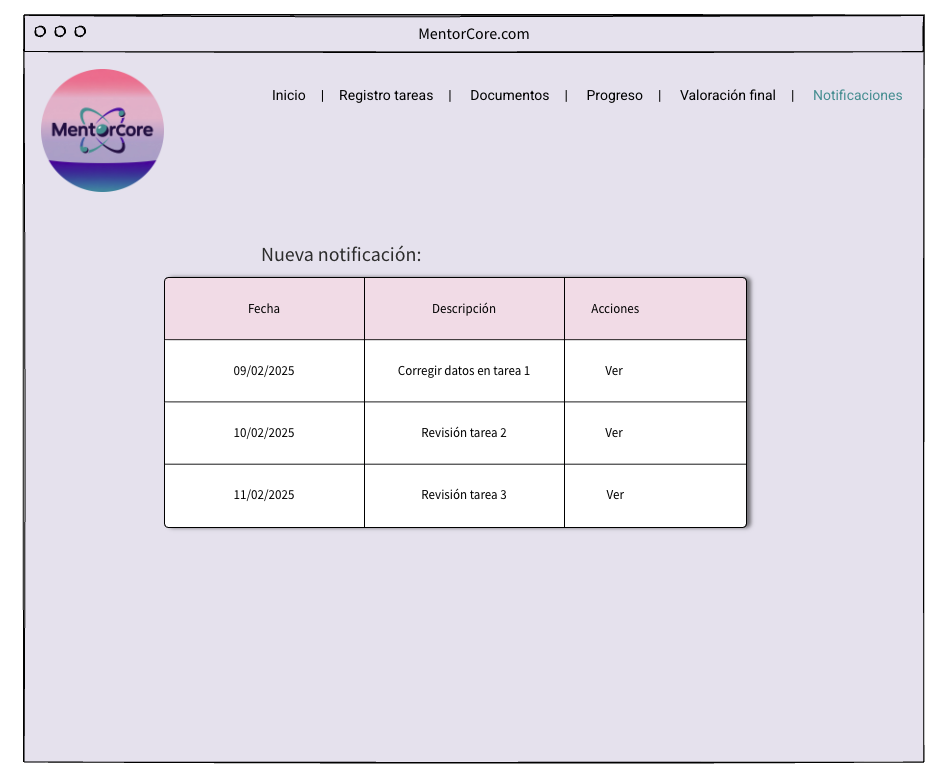 MentorCore.com
MentorCore
Inicio | Registro tareas | Documentos | Progreso | Valoración final | Notificaciones
Nueva notificación:
Fecha Descripción Acciones
09/02/2025 Corregir datos en tarea 1 Ver
10/02/2025 Revisión tarea 2 Ver
11/02/2025 Revisión tarea 3 Ver